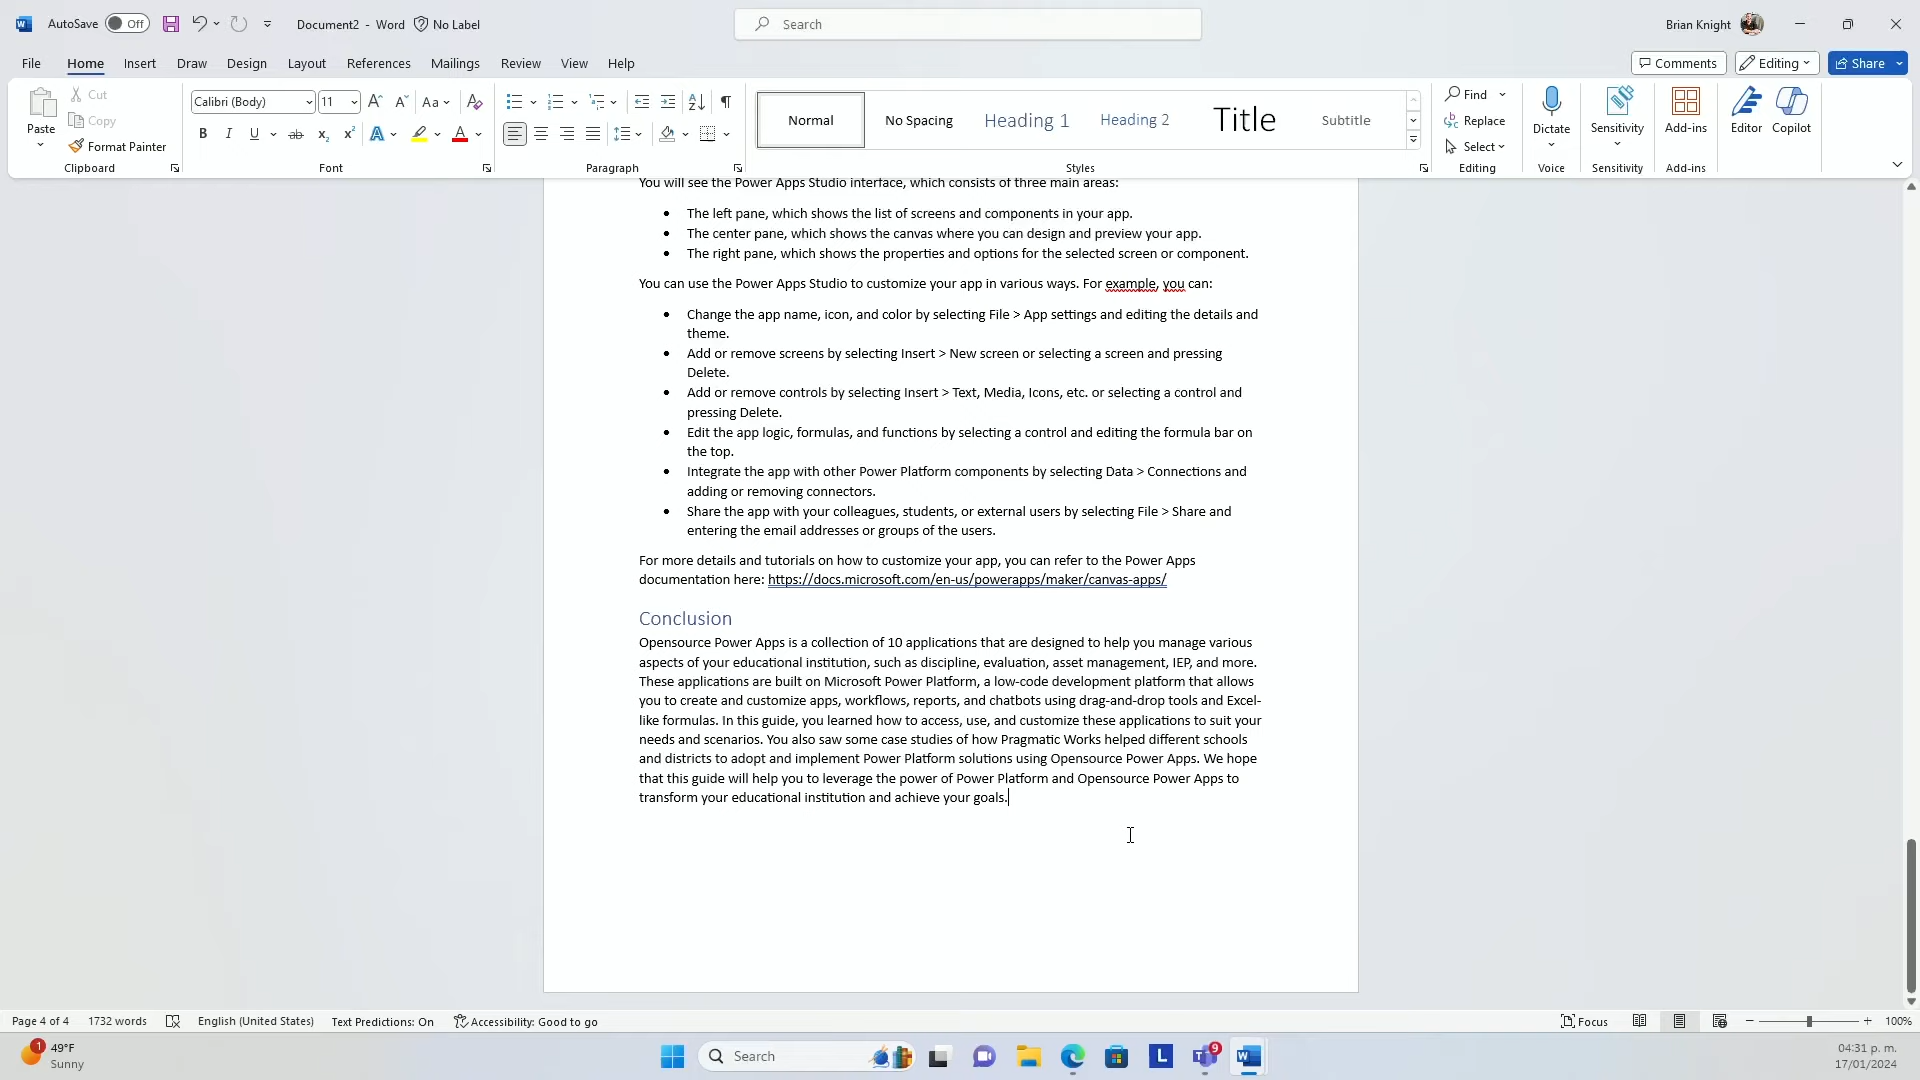 AutoSave Off Document2 - Word No Label Search Brian Knight
File Home Insert Draw Design Layout References Mailings Review View Help Comments Editing Share
Paste Cut Copy Format Painter Clipboard
Calibri (Body) 11 Aa Font
Paragraph
Normal No Spacing Heading 1 Heading 2 Title Subtitle Styles
Find Replace Select Editing
Dictate Voice
Sensitivity Sensitivity
Add-ins Add-ins
Editor Copilot
You will see the Power Apps Studio interface, which consists of three main areas:
• The left pane, which shows the list of screens and components in your app.
• The center pane, which shows the canvas where you can design and preview your app.
• The right pane, which shows the properties and options for the selected screen or component.
You can use the Power Apps Studio to customize your app in various ways. For example, you can:
• Change the app name, icon, and color by selecting File > App settings and editing the details and
theme.
• Add or remove screens by selecting Insert > New screen or selecting a screen and pressing
Delete.
• Add or remove controls by selecting Insert > Text, Media, Icons, etc. or selecting a control and
pressing Delete.
• Edit the app logic, formulas, and functions by selecting a control and editing the formula bar on
the top.
• Integrate the app with other Power Platform components by selecting Data > Connections and
adding or removing connectors.
• Share the app with your colleagues, students, or external users by selecting File > Share and
entering the email addresses or groups of the users.
For more details and tutorials on how to customize your app, you can refer to the Power Apps
documentation here: https://docs.microsoft.com/en-us/powerapps/maker/canvas-apps/
Conclusion
Opensource Power Apps is a collection of 10 applications that are designed to help you manage various
aspects of your educational institution, such as discipline, evaluation, asset management, IEP, and more.
These applications are built on Microsoft Power Platform, a low-code development platform that allows
you to create and customize apps, workflows, reports, and chatbots using drag-and-drop tools and Excel-
like formulas. In this guide, you learned how to access, use, and customize these applications to suit your
needs and scenarios. You also saw some case studies of how Pragmatic Works helped different schools
and districts to adopt and implement Power Platform solutions using Opensource Power Apps. We hope
that this guide will help you to leverage the power of Power Platform and Opensource Power Apps to
transform your educational institution and achieve your goals.
Page 4 of 4 1732 words English (United States) Text Predictions: On Accessibility: Good to go Focus 100%
1 49°F
Sunny
Search
L
9
04:31 p. m.
17/01/2024